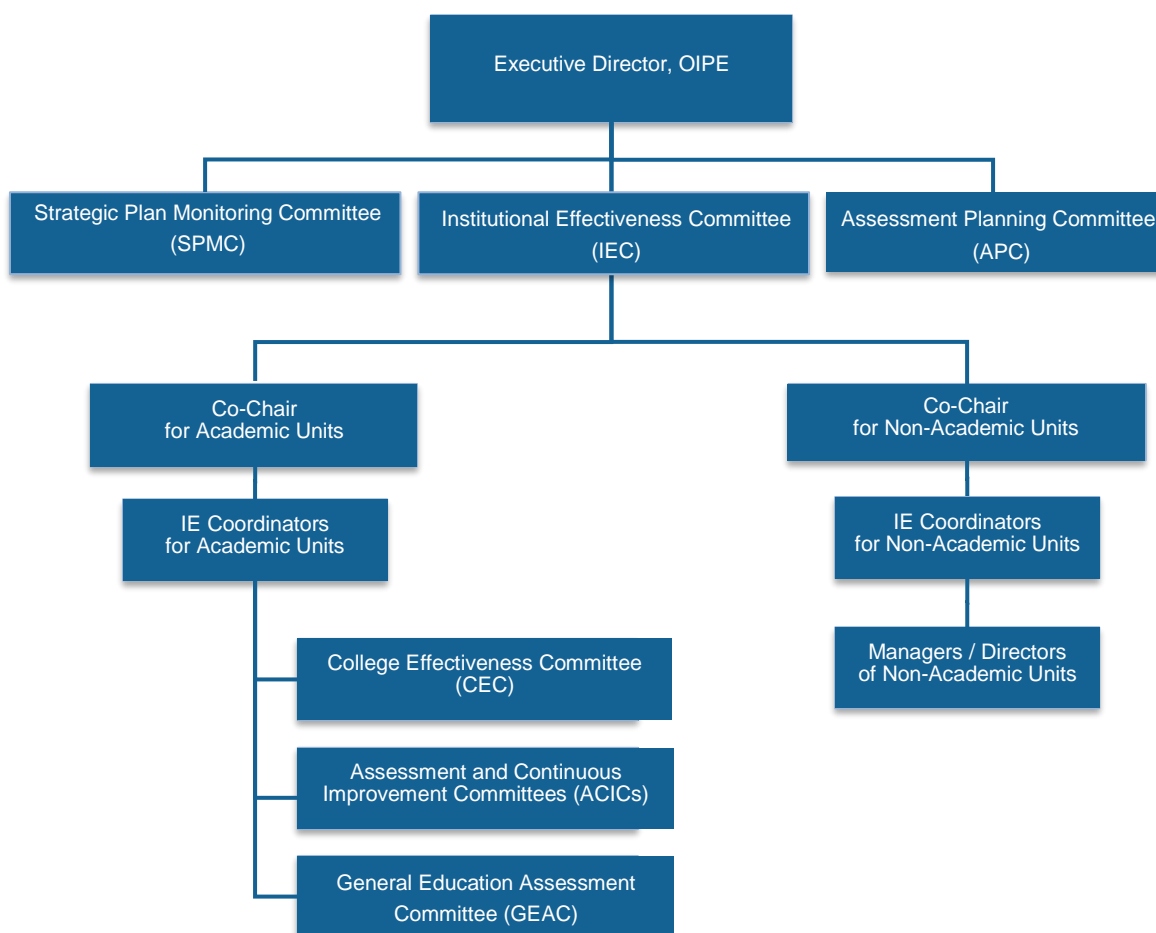 Executive Director, OIPE
Strategic Plan Monitoring Committee
(SPMC)
Institutional Effectiveness Committee
(IEC)
Assessment Planning Committee
(APC)
Co-Chair
for Academic Units
Co-Chair
for Non-Academic Units
IE Coordinators
for Academic Units
IE Coordinators
for Non-Academic Units
Managers / Directors
of Non-Academic Units
College Effectiveness Committee
(CEC)
Assessment and Continuous
Improvement Committees (ACICs)
General Education Assessment
Committee (GEAC)